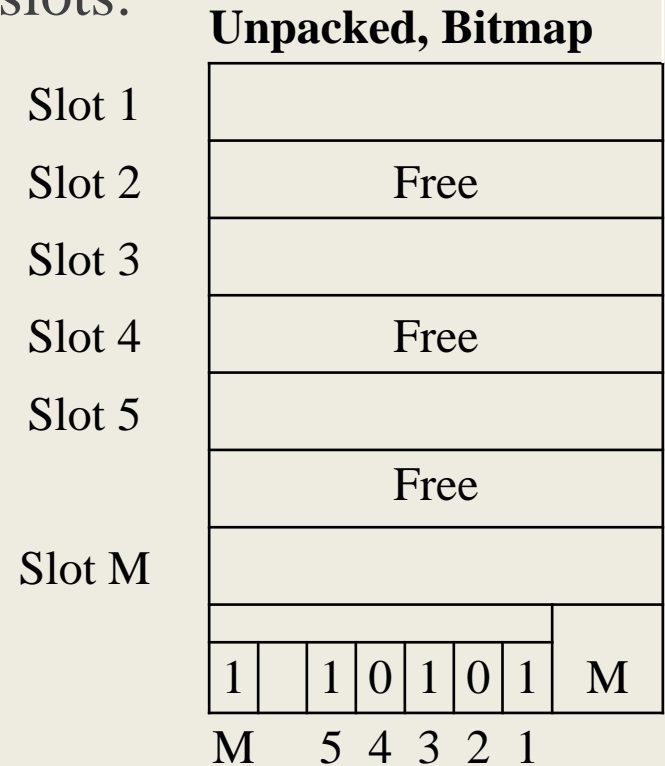 slots:
Unpacked, Bitmap
Slot 1
Slot 2 Free
Slot 3
Slot 4 Free
Slot 5
Free
Slot M
1 1 0 1 0 1 M
M 5 4 3 2 1